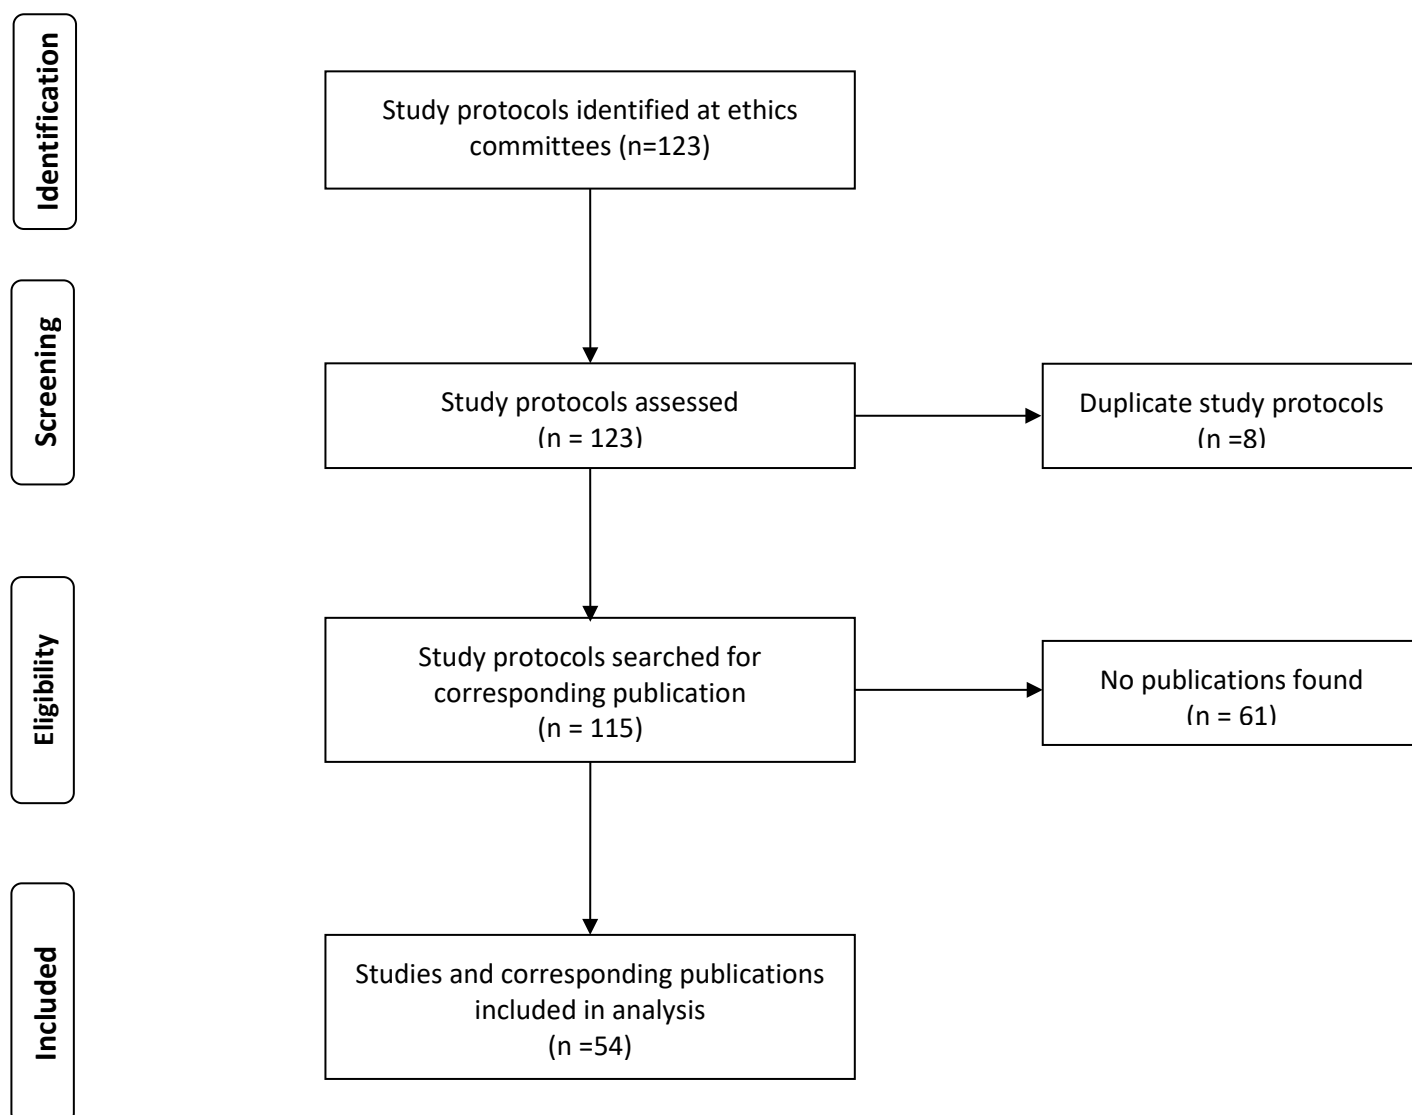 Identification
Study protocols identified at ethics
committees (n=123)
Screening
Study protocols assessed
(n = 123)
Duplicate study protocols
(n =8)
Eligibility
Study protocols searched for
corresponding publication
(n = 115)
No publications found
(n = 61)
Included
Studies and corresponding publications
included in analysis
(n =54)